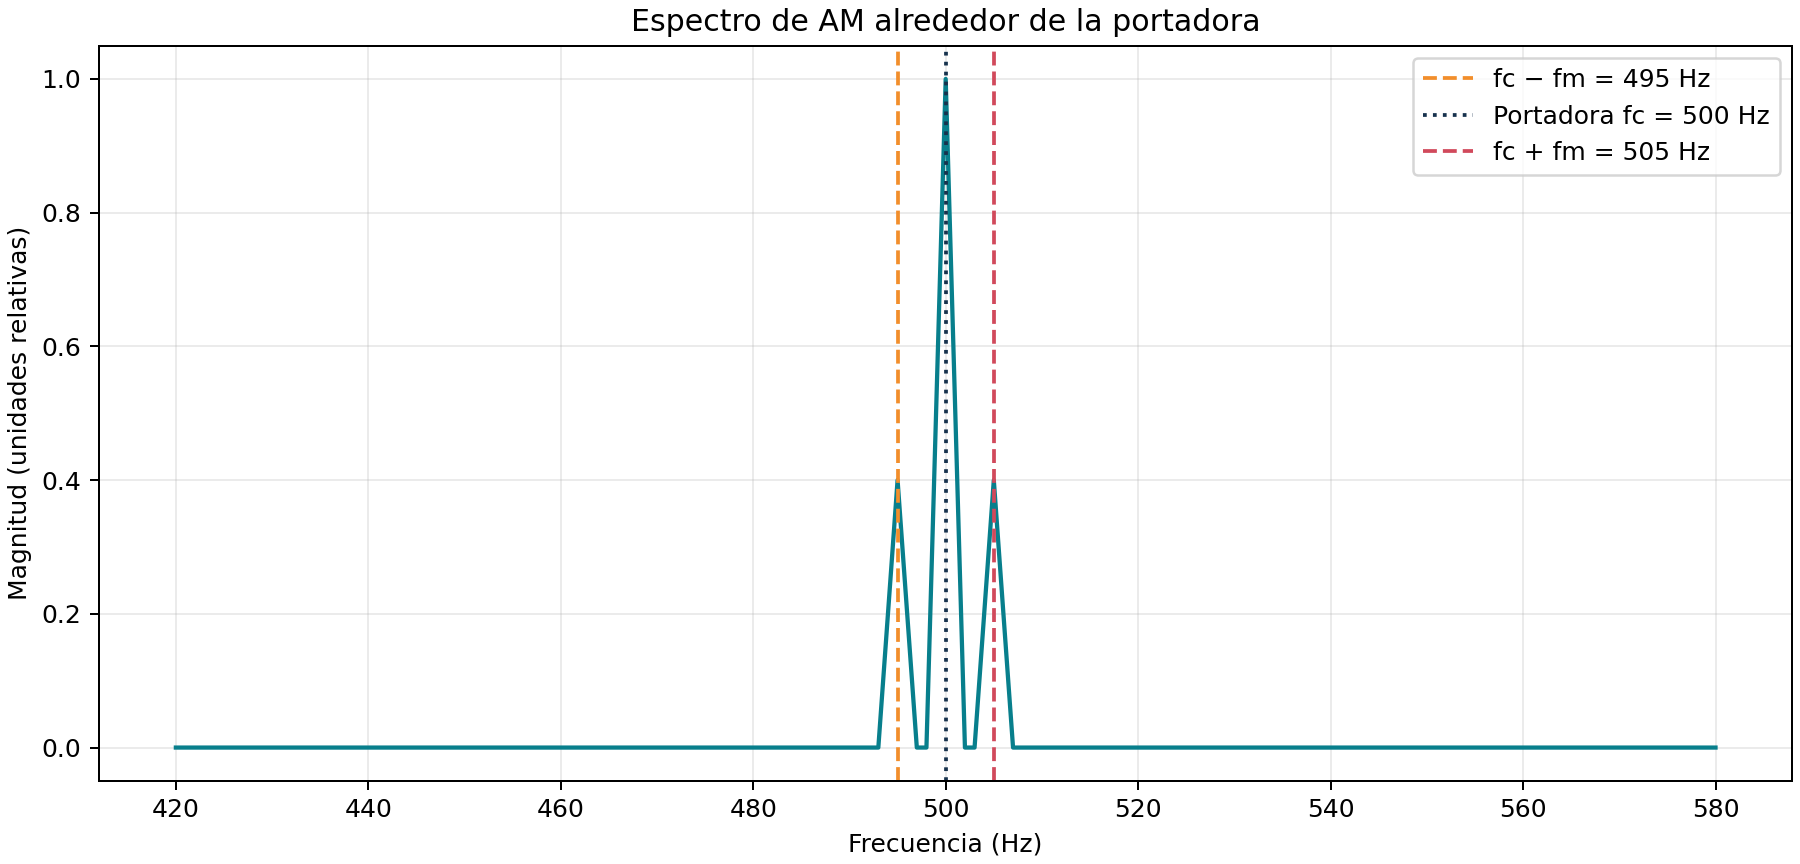 Espectro de AM alrededor de la portadora
fc − fm = 495 Hz
Portadora fc = 500 Hz
fc + fm = 505 Hz
Magnitud (unidades relativas)
1.0
0.8
0.6
0.4
0.2
0.0
420 440 460 480 500 520 540 560 580
Frecuencia (Hz)